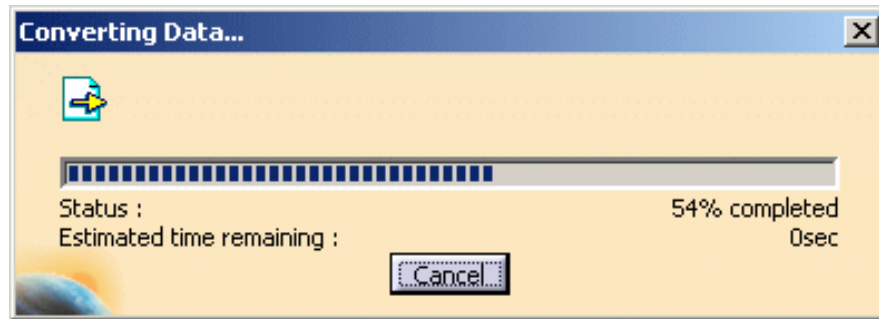 Converting Data...
Status : 54% completed
Estimated time remaining : 0sec
Cancel